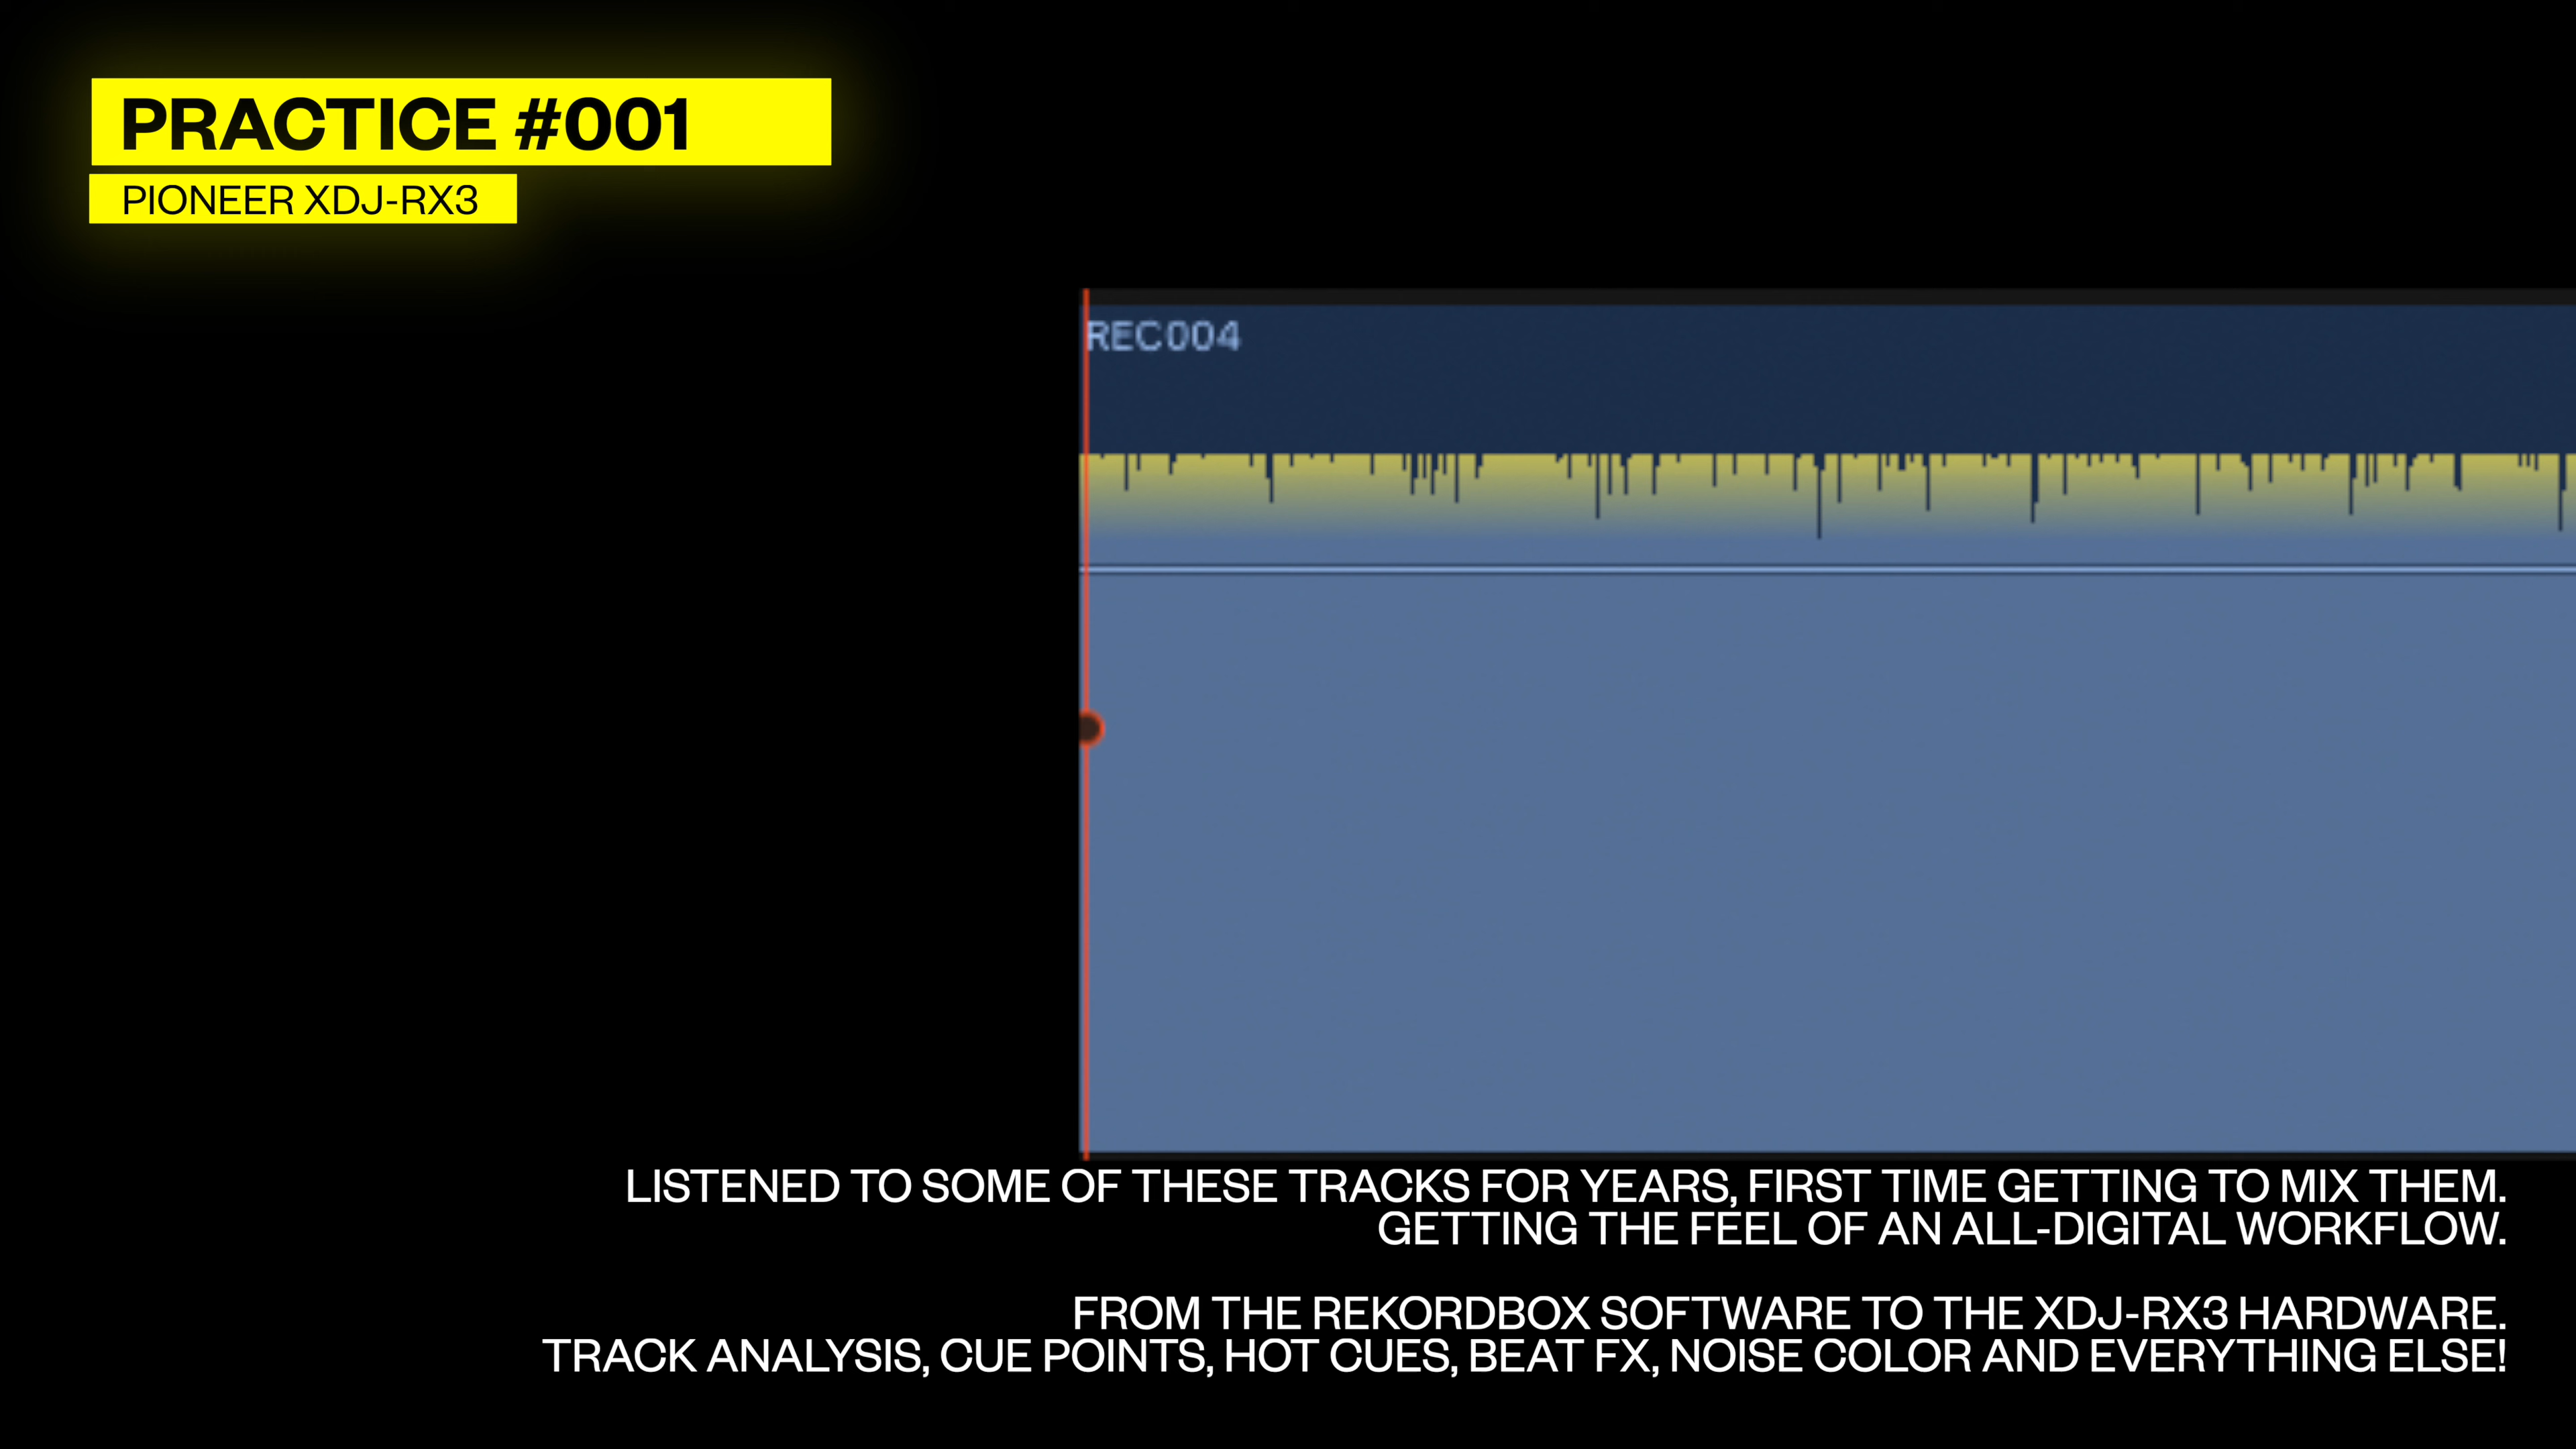 PRACTICE #001
PIONEER XDJ-RX3
REC004
LISTENED TO SOME OF THESE TRACKS FOR YEARS, FIRST TIME GETTING TO MIX THEM.
GETTING THE FEEL OF AN ALL-DIGITAL WORKFLOW.
FROM THE REKORDBOX SOFTWARE TO THE XDJ-RX3 HARDWARE.
TRACK ANALYSIS, CUE POINTS, HOT CUES, BEAT FX, NOISE COLOR AND EVERYTHING ELSE!